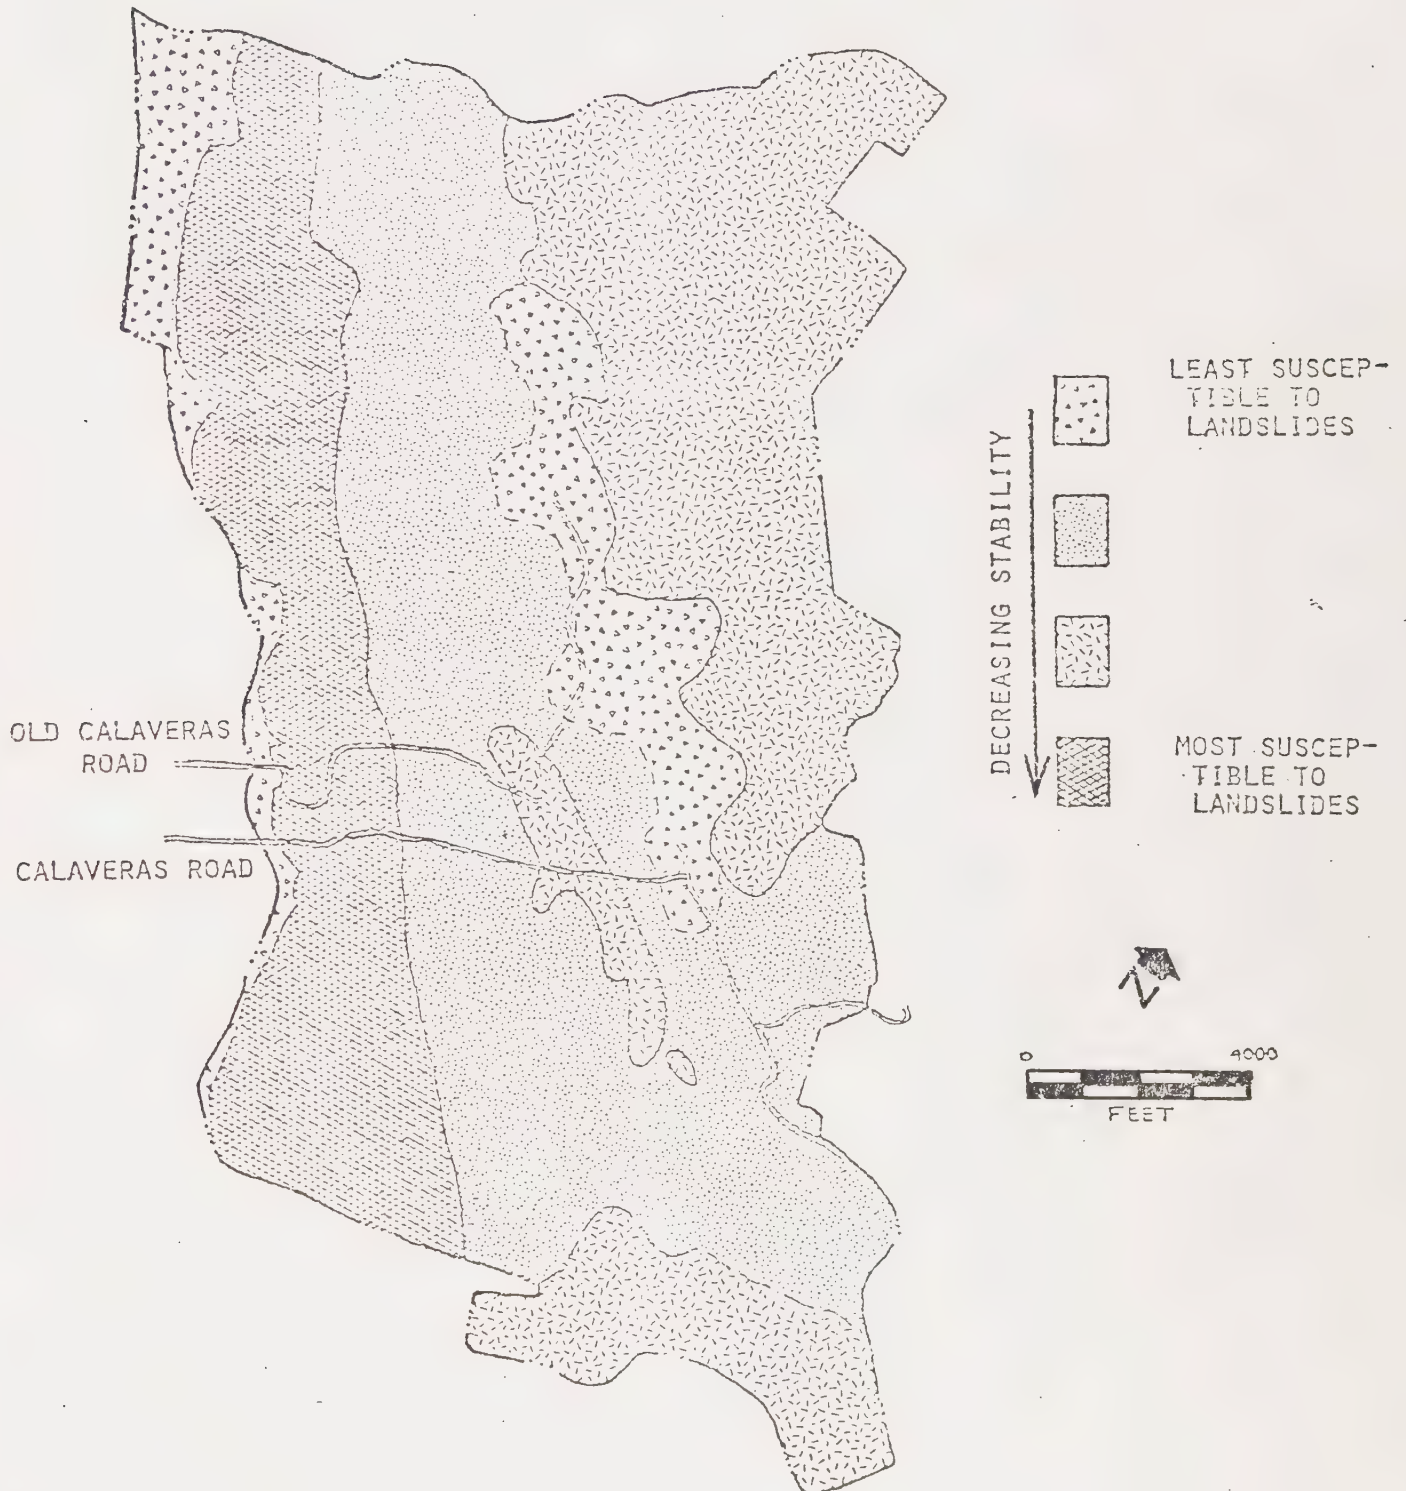 LEAST SUSCEP-
TIBLE TO
LANDSLIDES
DECREASING STABILITY
MOST SUSCEP-
TIBLE TO
LANDSLIDES
OLD CALAVERAS
ROAD
CALAVERAS ROAD
N
0 4000
FEET